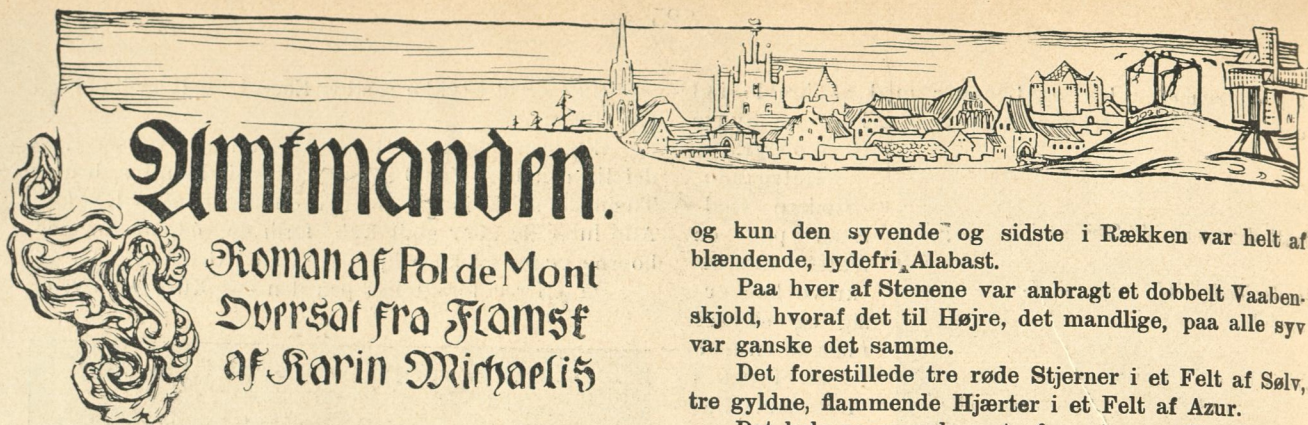 Amtmanden.
Roman af Pol de Mont
Oversat fra Flamsk
af Karin Michaelis
og kun den syvende og sidste i Rækken var helt af
blændende, lydefri Alabast.
Paa hver af Stenene var anbragt et dobbelt Vaaben-
skjold, hvoraf det til Højre, det mandlige, paa alle syv
var ganske det samme.
Det forestillede tre røde Stjerner i et Felt af Sølv,
tre gyldne, flammende Hjærter i et Felt af Azur.